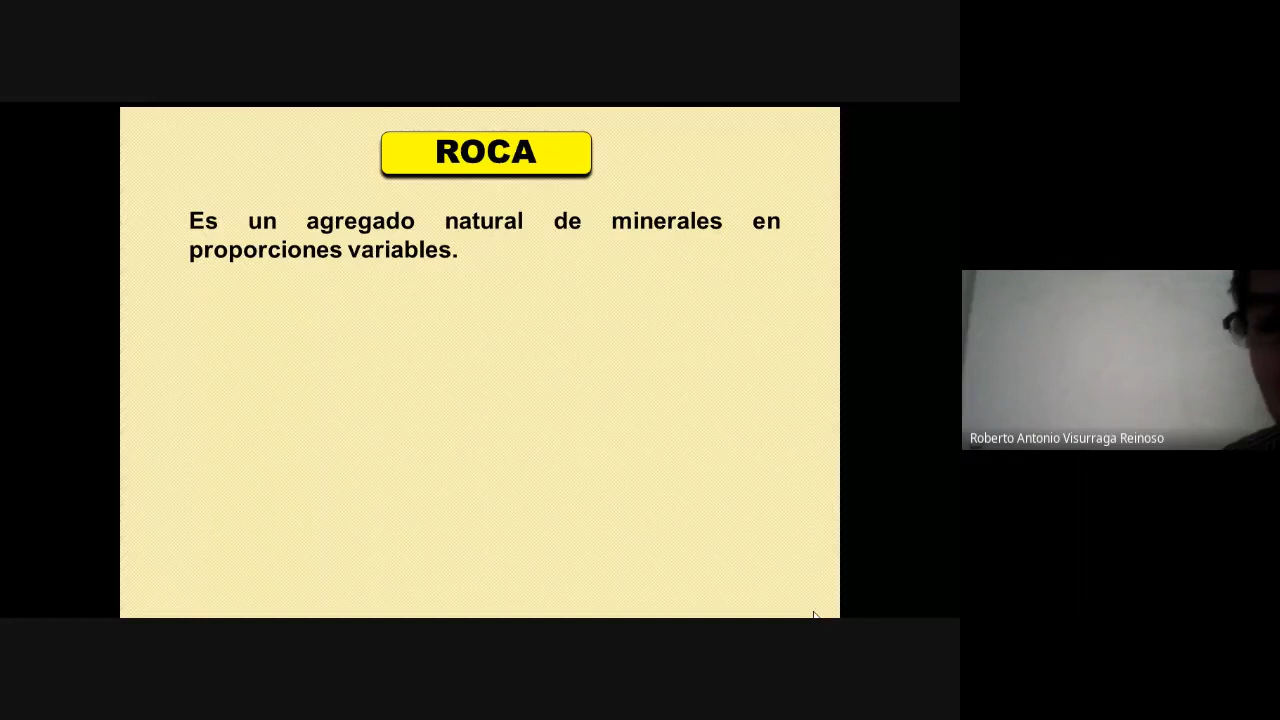 ROCA
Es un agregado natural de minerales en
proporciones variables.
Roberto Antonio Visurraga Reinoso